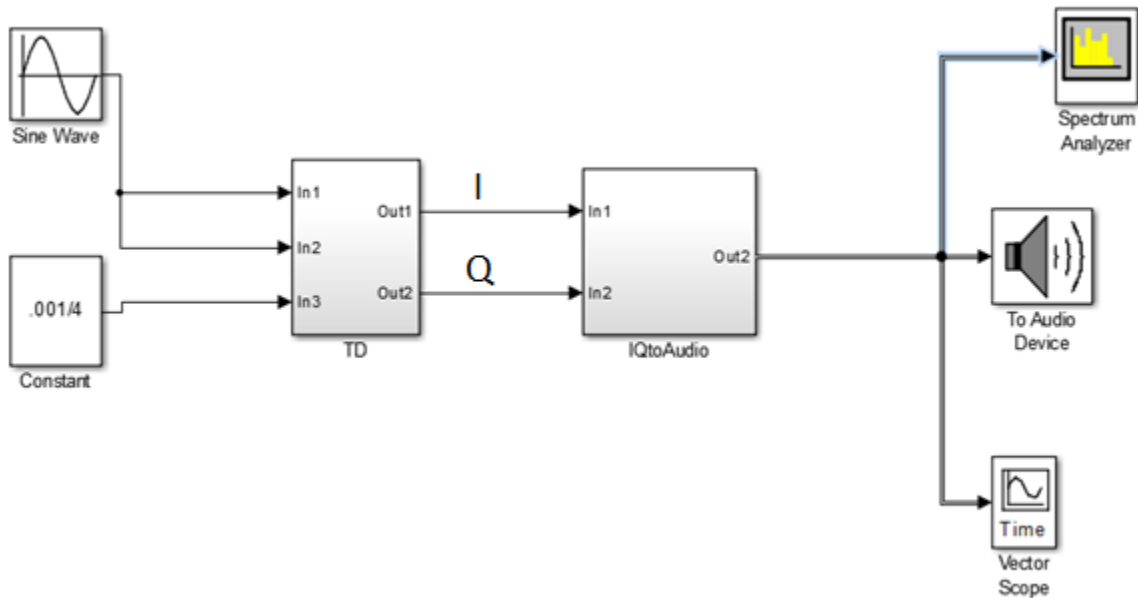 Sine Wave
.001/4
Constant
In1
In2
In3
Out1
Out2
TD
I
Q
In1
In2
Out2
IQtoAudio
Spectrum
Analyzer
To Audio
Device
Time
Vector
Scope